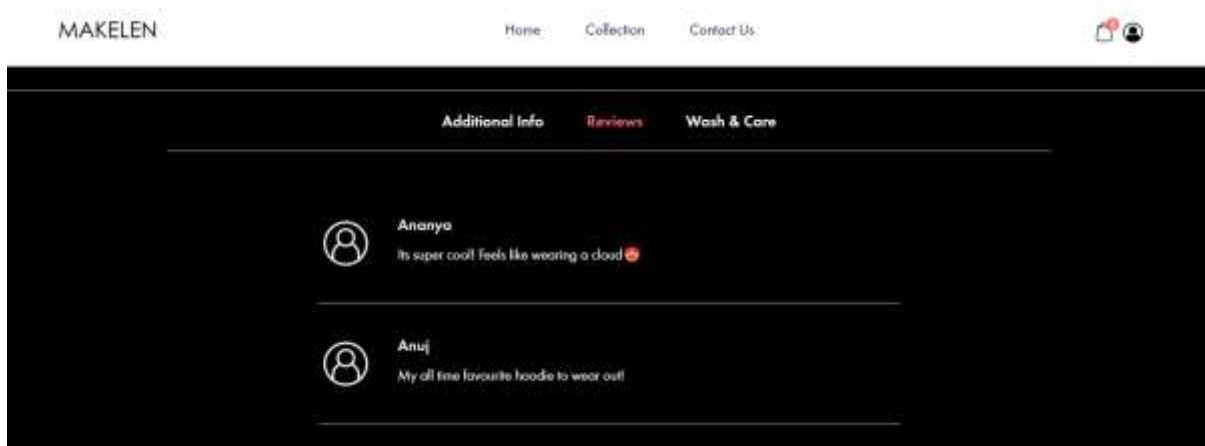 MAKELEN
Home Collection Contact Us
Additional Info Reviews Wash & Care
Ananya
Its super cool! Feels like wearing a cloud
Anuj
My all time favourite hoodie to wear out!